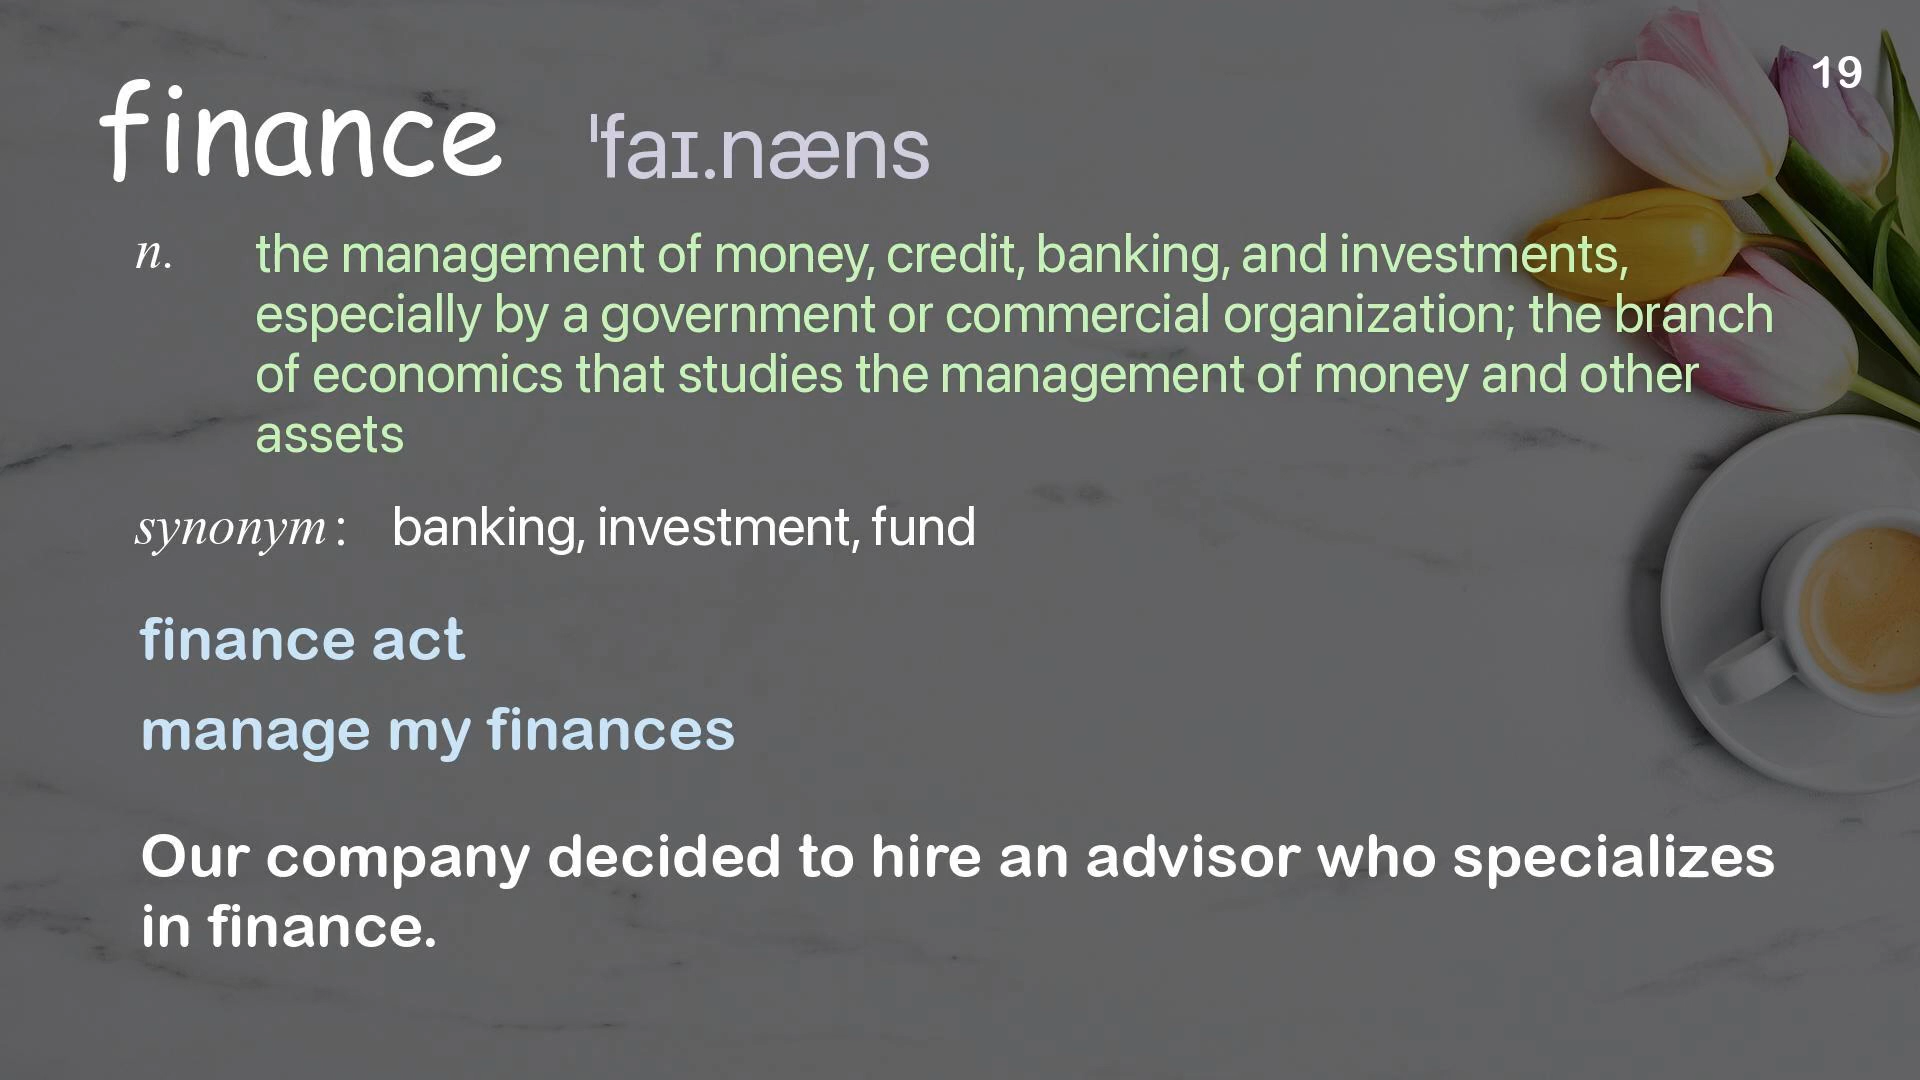 19
finance ˈfaɪ.næns
n. the management of money, credit, banking, and investments,
especially by a government or commercial organization; the branch
of economics that studies the management of money and other
assets
synonym: banking, investment, fund
finance act
manage my finances
Our company decided to hire an advisor who specializes
in finance.